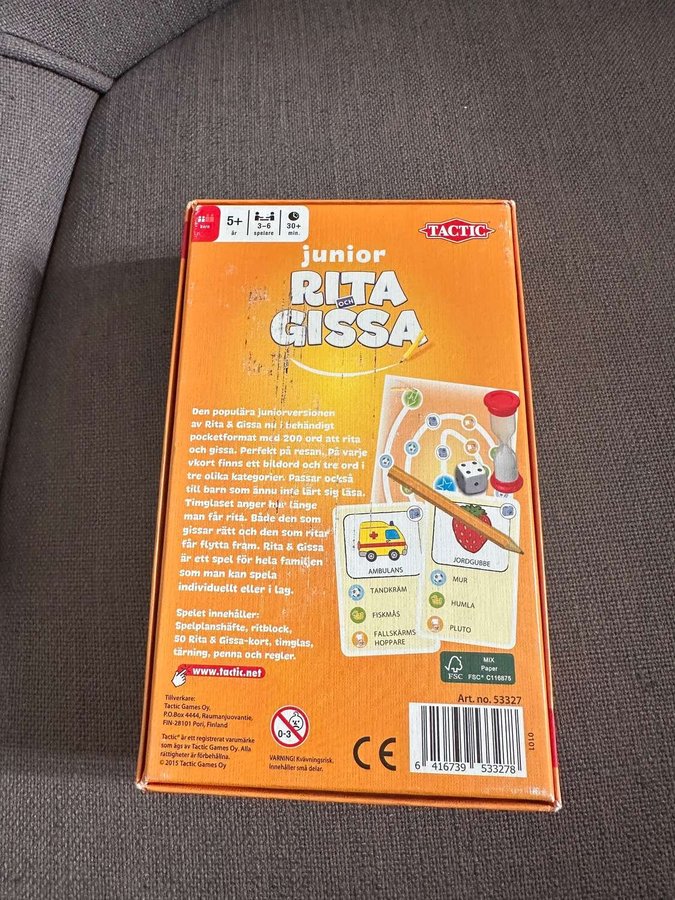 5+
år
3-6
spelare
30+
min.
TACTIC
junior
RITA
OCH
GISSA
Den populära juniorversionen
av Rita & Gissa nu i behändigt
pocketformat med 200 ord att rita
och gissa. Perfekt på resan. På varje
kort finns ett bildord och tre ord i
tre olika kategorier. Passar också
till barn som ännu inte lärt sig läsa.
Timglaset anger hur länge
man får rita. Både den som
gissar rätt och den som ritar
får flytta fram. Rita & Gissa
är ett spel för hela familjen
som man kan spela
individuellt eller i lag.
Spelet innehåller:
Spelplanshäfte, ritblock,
50 Rita & Gissa-kort, timglas,
tärning, penna och regler.
www.tactic.net
AMBULANS
TANDKRÄM
FISKMÅS
FALLSKÄRMS
HOPPARE
JORDGUBBE
MUR
HUMLA
PLUTO
FSC
MIX
Paper
FSC® C116875
Tillverkare:
Tactic Games Oy,
P.O.Box 4444, Raumanjuovantie,
FIN-28101 Pori, Finland
Tactic® är ett registrerat varumärke
som ägs av Tactic Games Oy. Alla
rättigheter är förbehållna.
© 2015 Tactic Games Oy
0-3
VARNING! Kvävningsrisk.
Innehåller små delar.
CE
Art. no. 53327
6 416739 533278
1010